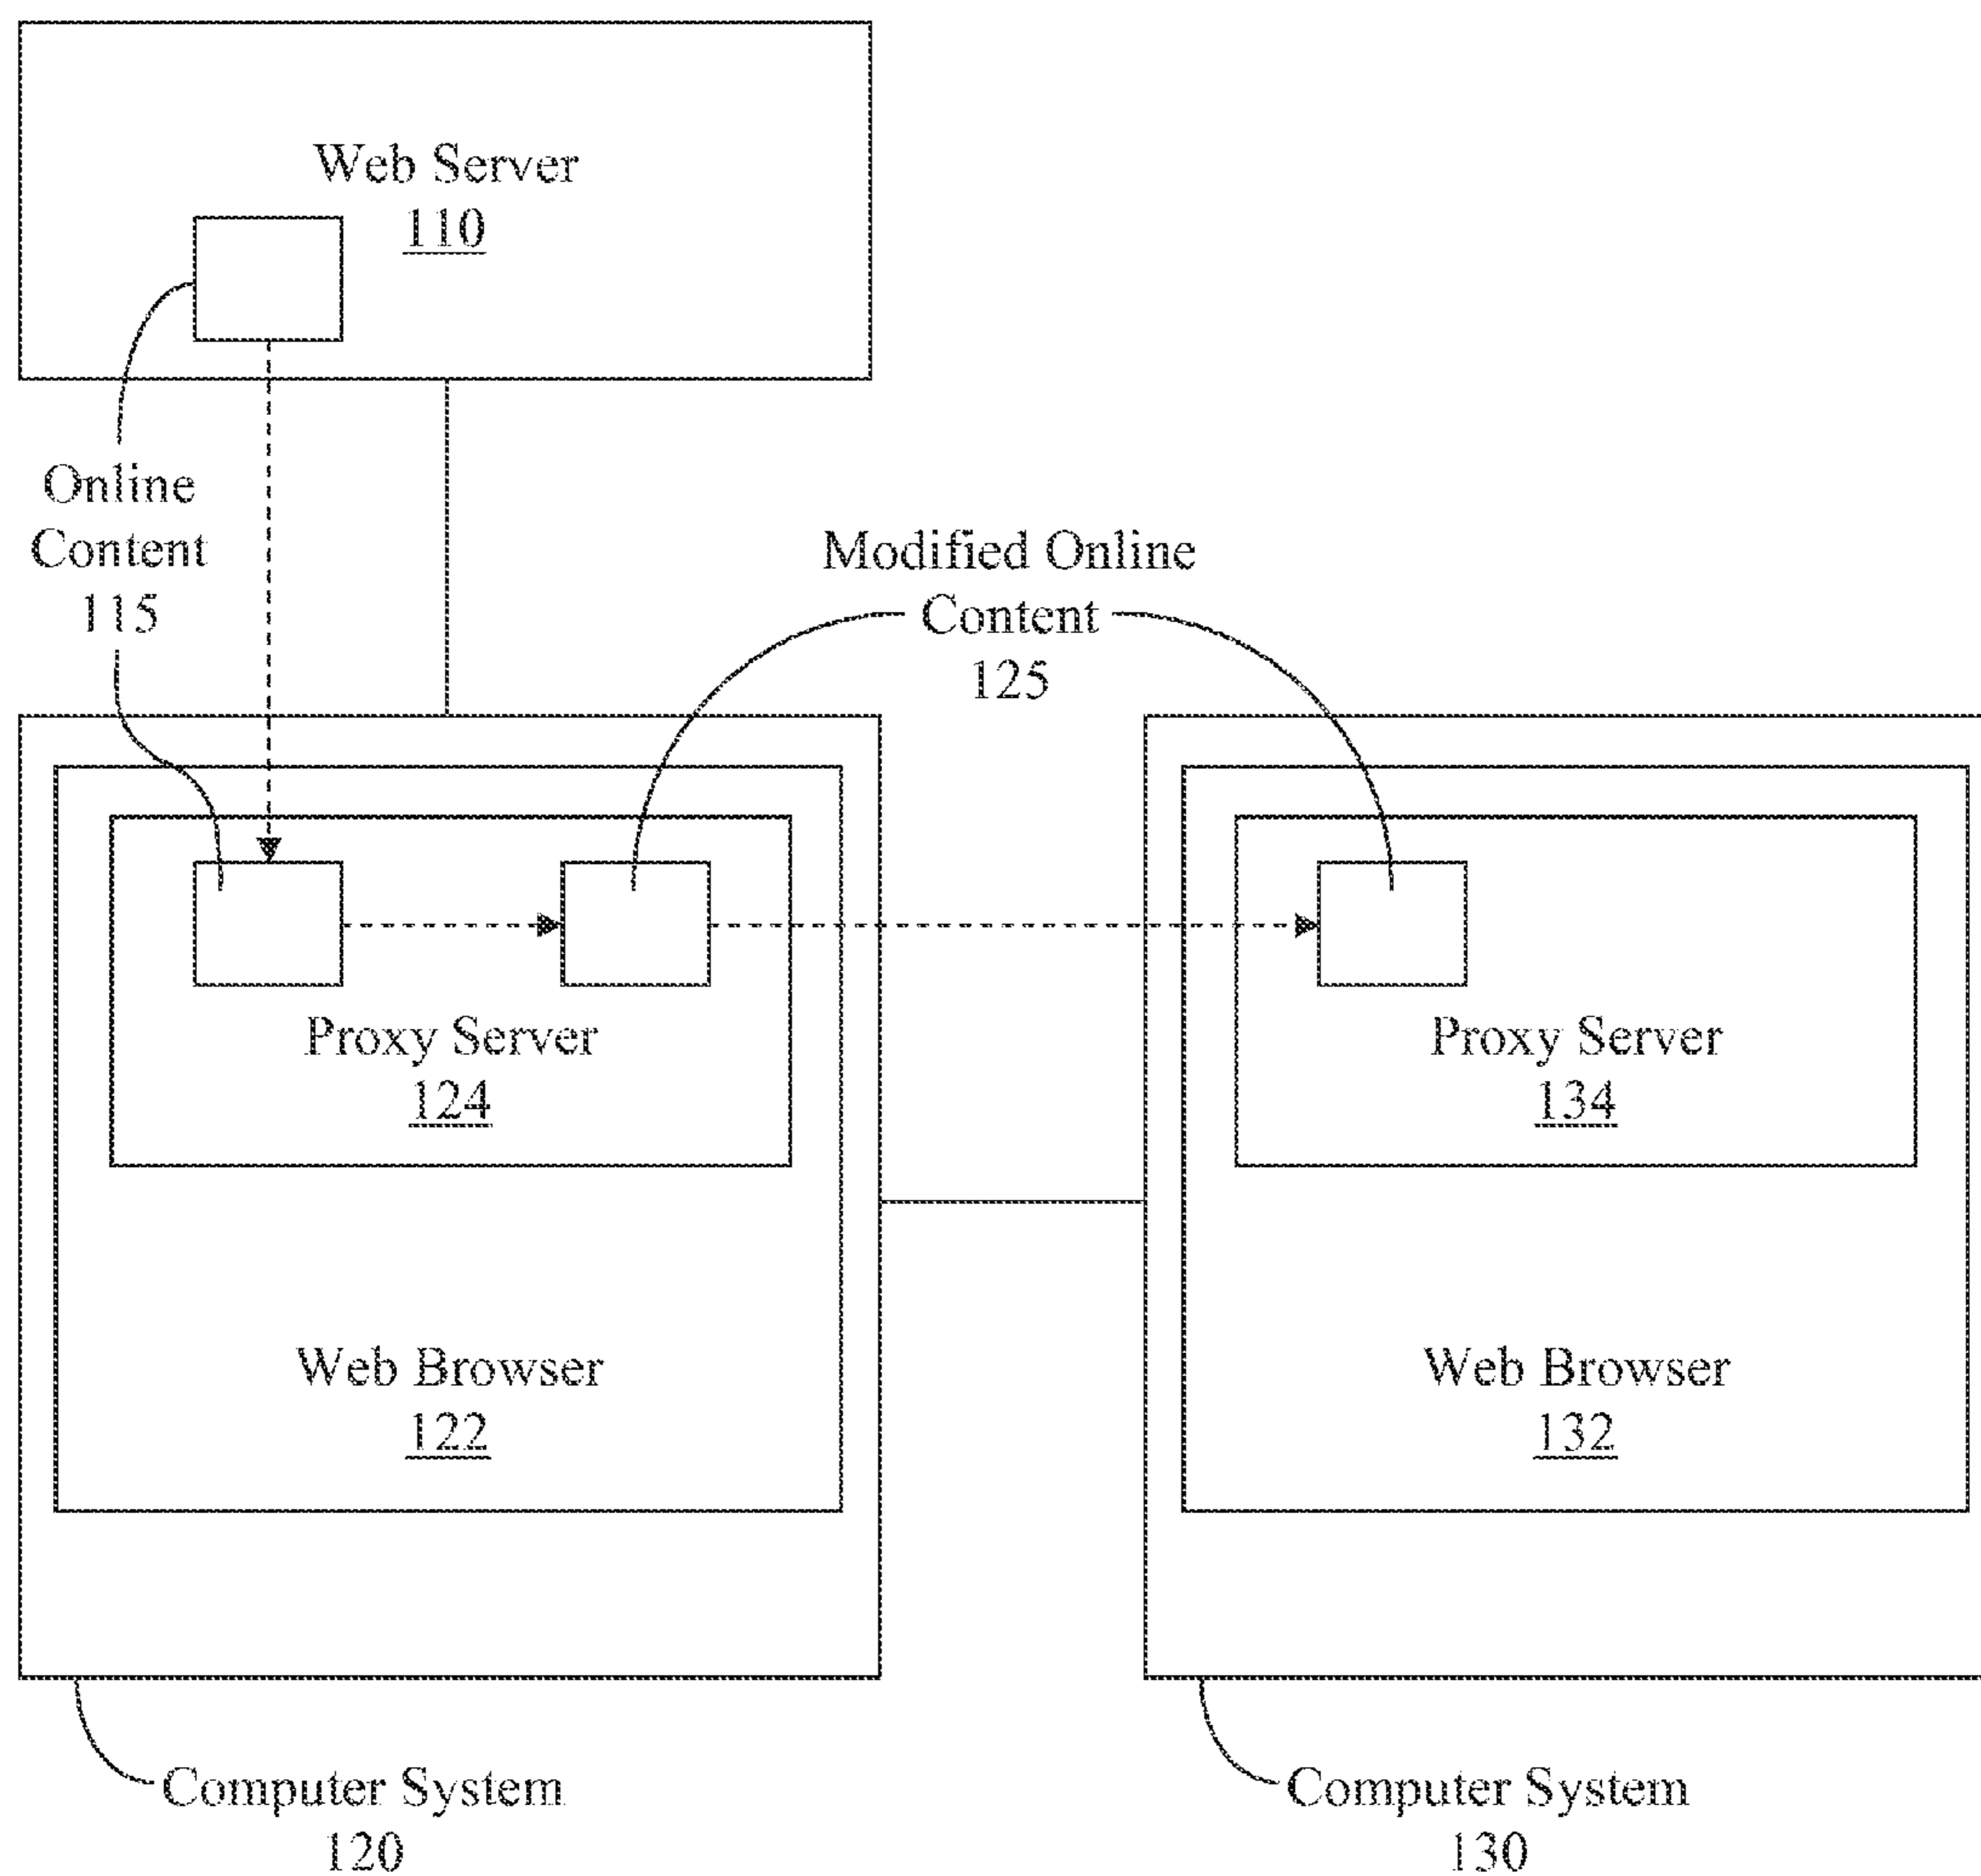 Web Server
110
Online
Content
115
Modified Online
Content
125
Proxy Server
124
Web Browser
122
Proxy Server
134
Web Browser
132
Computer System
120
Computer System
130